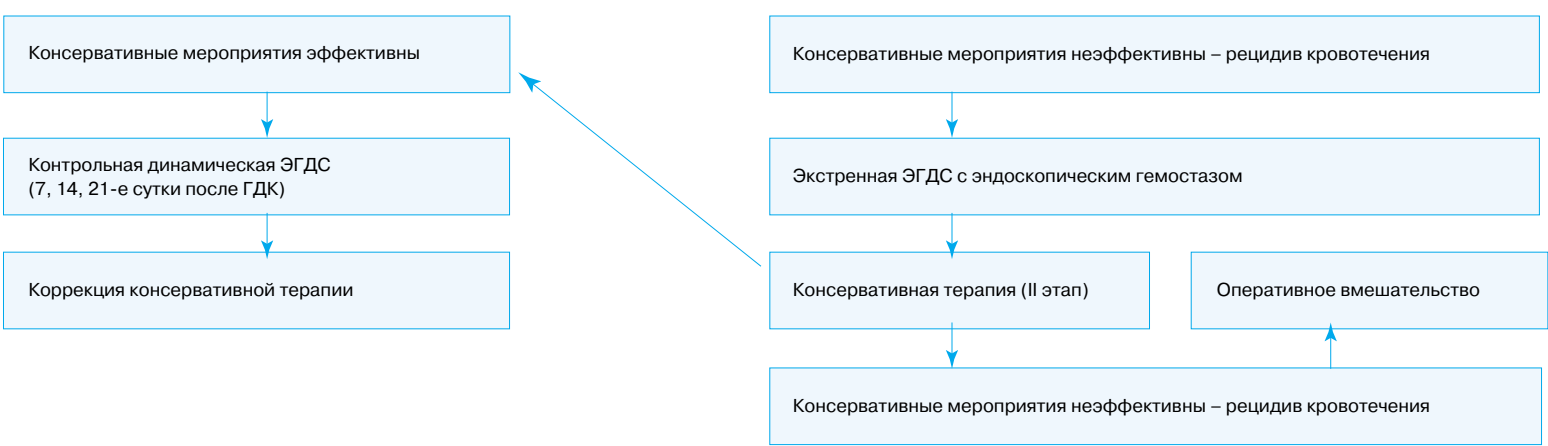 Консервативные мероприятия эффективны
Контрольная динамическая ЭГДС
(7, 14, 21-е сутки после ГДК)
Коррекция консервативной терапии
Консервативные мероприятия неэффективны – рецидив кровотечения
Экстренная ЭГДС с эндоскопическим гемостазом
Консервативная терапия (II этап)
Оперативное вмешательство
Консервативные мероприятия неэффективны – рецидив кровотечения